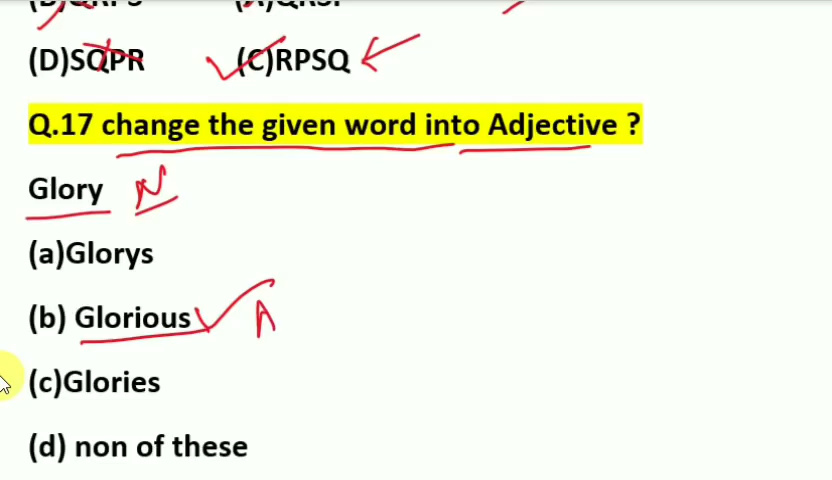 (D)SQPR (C)RPSQ
Q.17 change the given word into Adjective ?
Glory N
(a)Glorys
(b) Glorious A
(c)Glories
(d) non of these